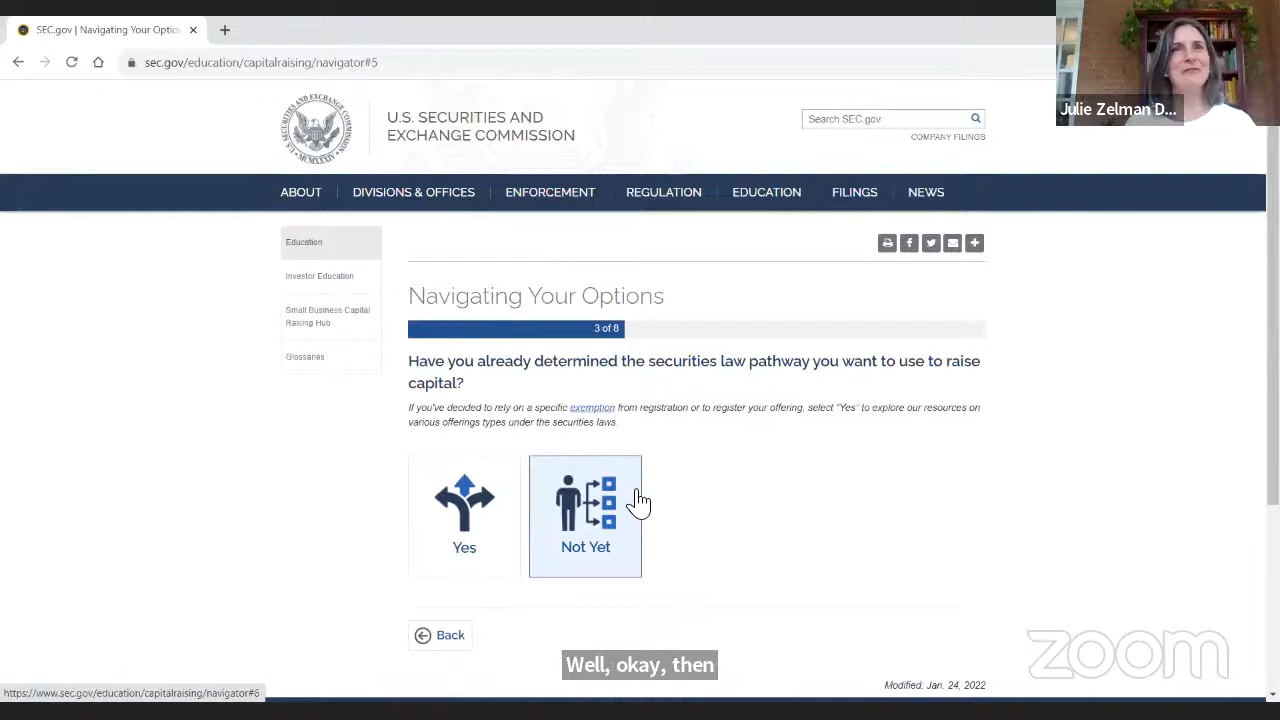 SEC.gov | Navigating Your Optio
sec.gov/education/capitalraising/navigator#5
Julie Zelman D...
U.S. SECURITIES AND
EXCHANGE COMMISSION
Search SEC.gov
COMPANY FILINGS
ABOUT
DIVISIONS & OFFICES
ENFORCEMENT
REGULATION
EDUCATION
FILINGS
NEWS
Education
Investor Education
Small Business Capital
Raising Hub
Glossaries
Navigating Your Options
3 of 8
Have you already determined the securities law pathway you want to use to raise
capital?
If you've decided to rely on a specific exemption from registration or to register your offering, select "Yes" to explore our resources on
various offerings types under the securities laws.
Yes
Not Yet
Back
Well, okay, then
zoom
Modified: Jan. 24, 2022
https://www.sec.gov/education/capitalraising/navigator#6